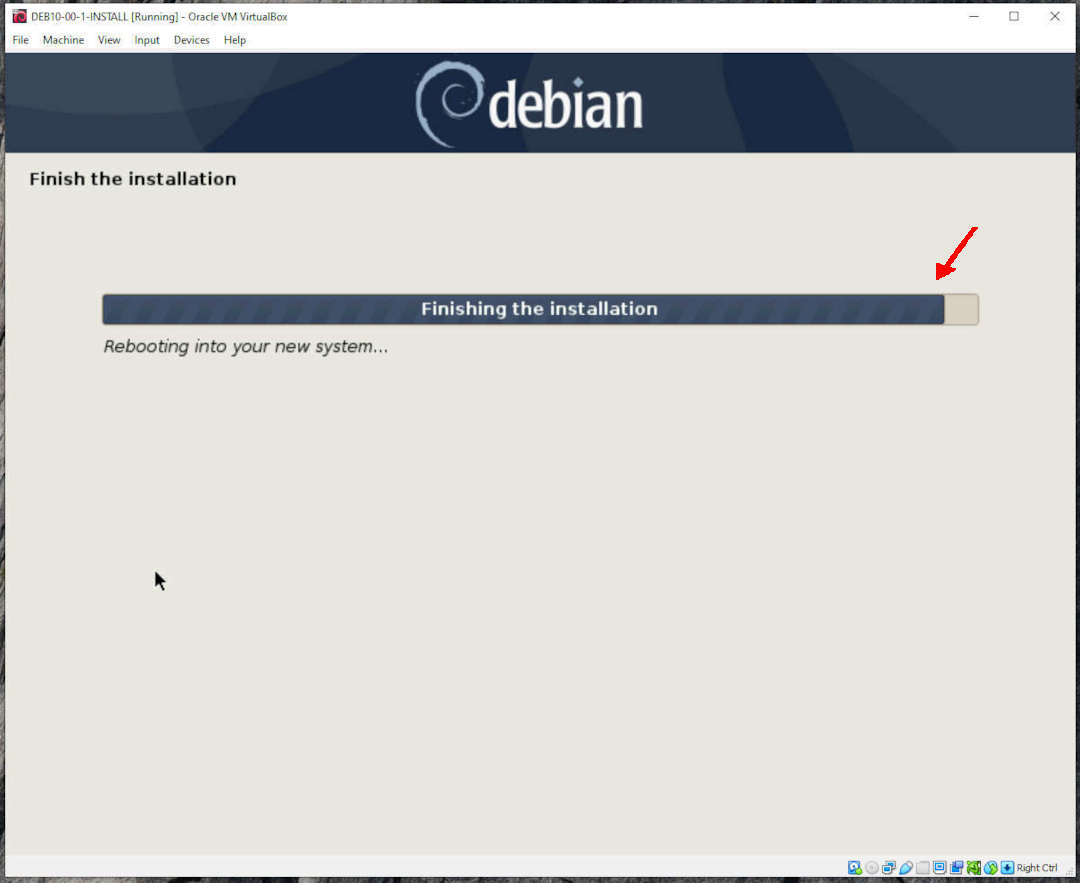 DEB10-00-1-INSTALL [Running] - Oracle VM VirtualBox
File Machine View Input Devices Help
debian
Finish the installation
Finishing the installation
Rebooting into your new system...
Right Ctrl